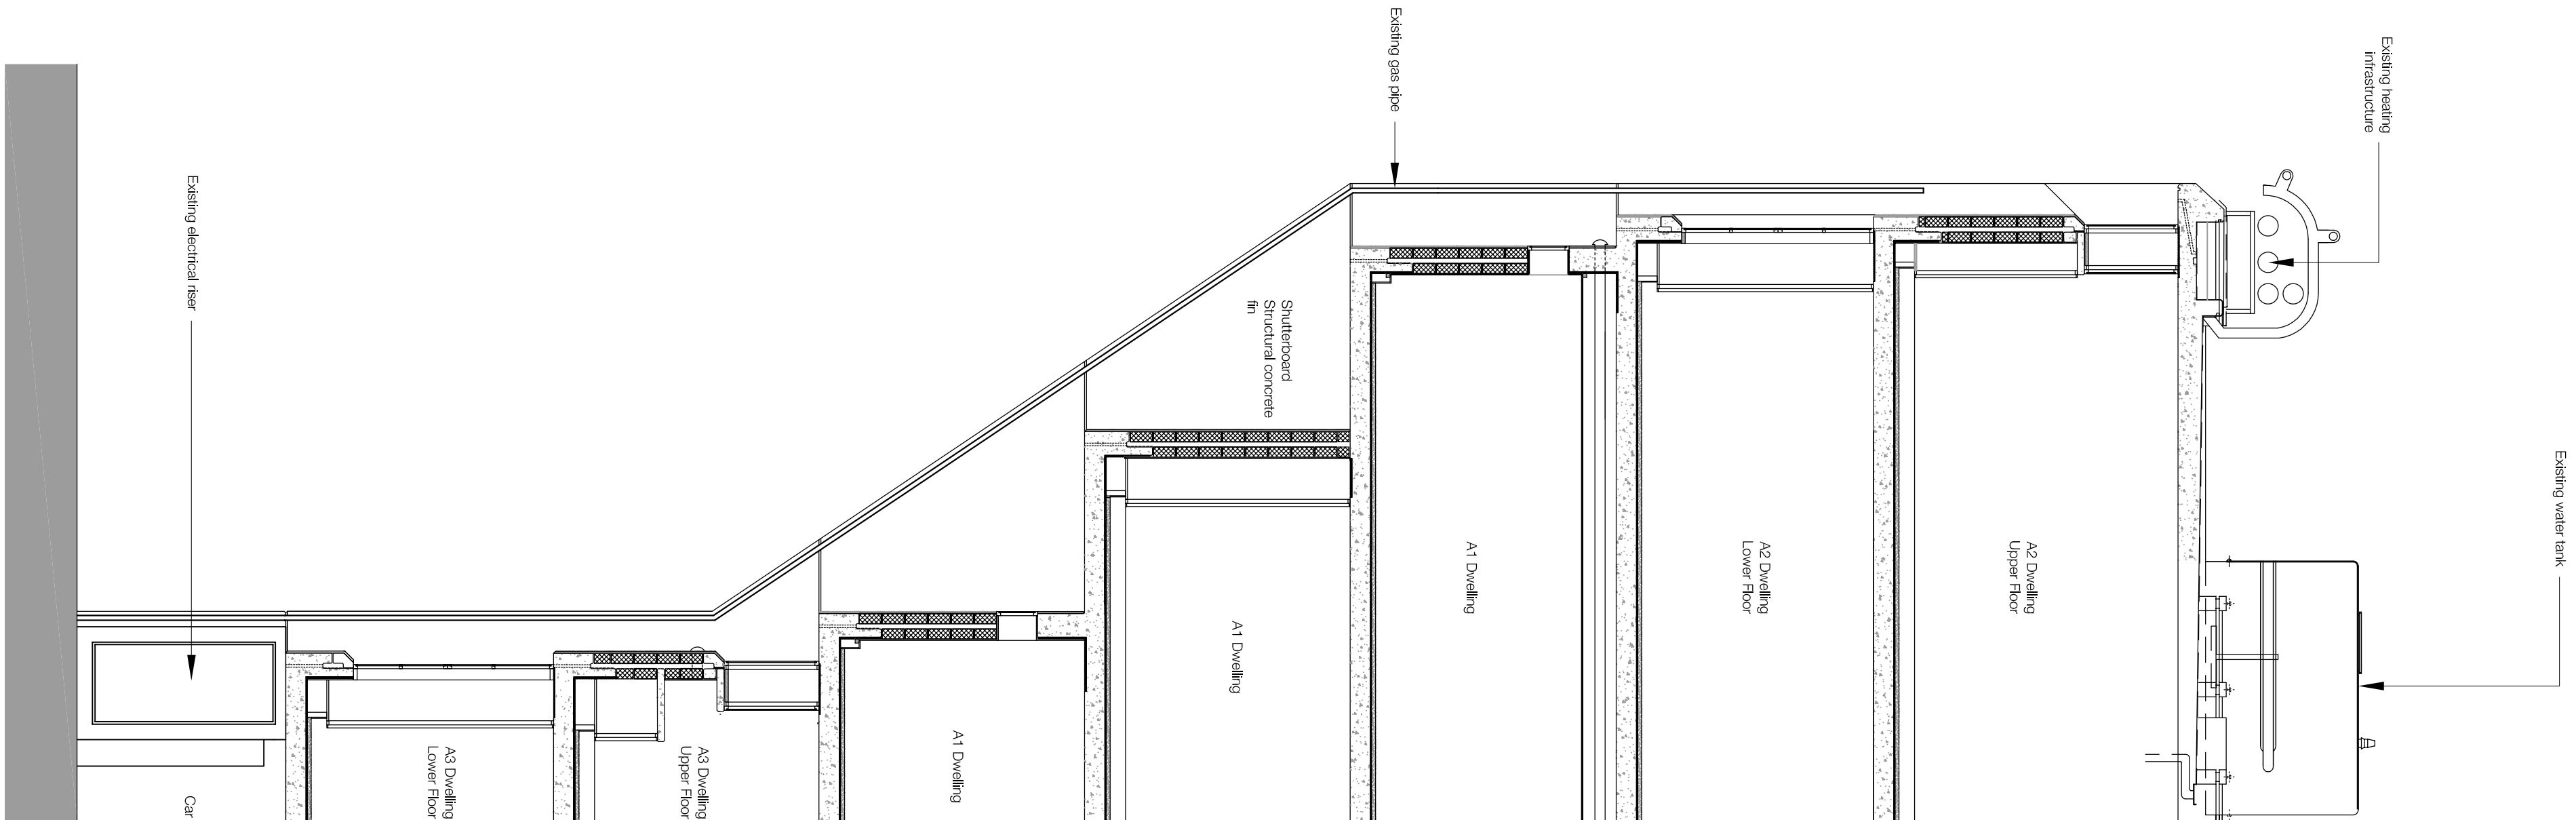 Existing water tank
Existing heating
infrastructure
A2 Dwelling
Upper Floor
A2 Dwelling
Lower Floor
Existing gas pipe
A1 Dwelling
Shutterboard
Structural concrete
fin
A1 Dwelling
A1 Dwelling
A3 Dwelling
Upper Floor
A3 Dwelling
Lower Floor
Existing electrical riser
Car